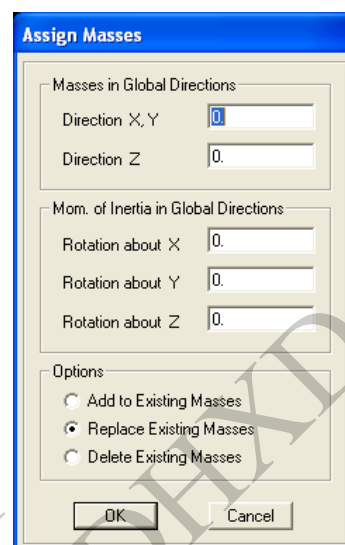 Assign Masses
Masses in Global Directions
Direction X, Y 0.
Direction Z 0.
Mom. of Inertia in Global Directions
Rotation about X 0.
Rotation about Y 0.
Rotation about Z 0.
Options
Add to Existing Masses
Replace Existing Masses
Delete Existing Masses
OK Cancel
DHXD